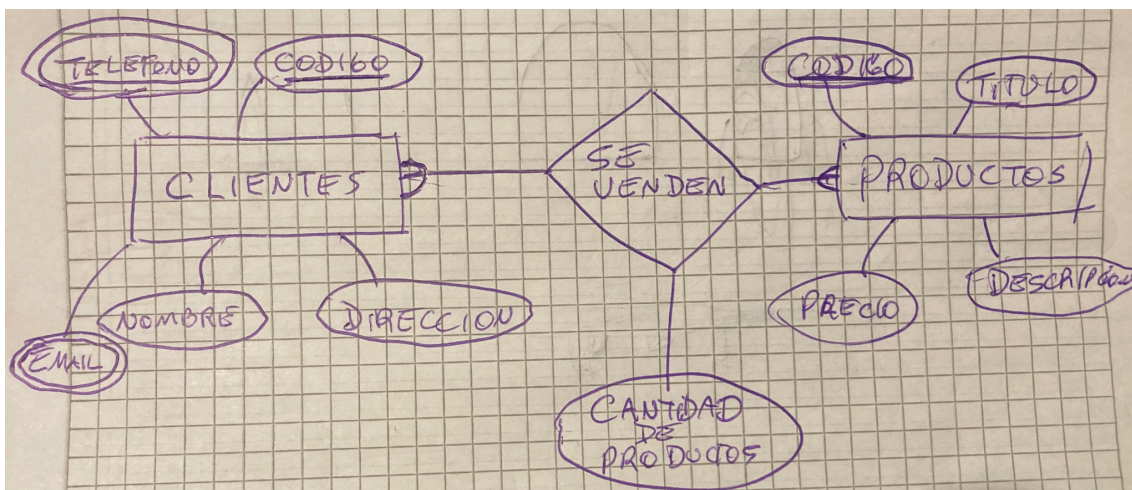 TELEFONO
CODIGO
CODIGO
TITULO
CLIENTES
SE
VENDEN
PRODUCTOS
EMAIL
NOMBRE
DIRECCION
PRECIO
DESCRIPCION
CANTIDAD
DE
PRODUCTOS